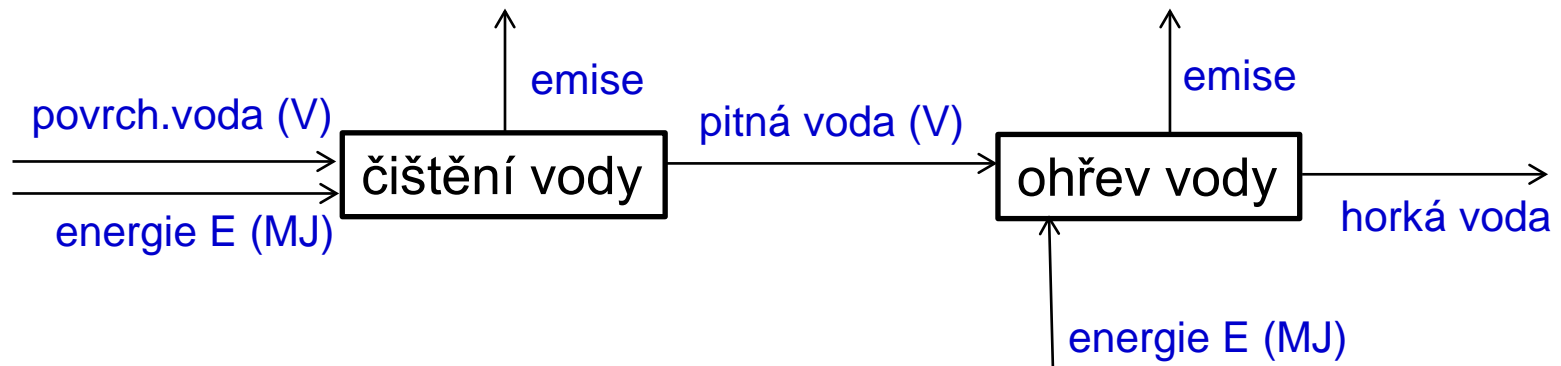 emise
emise
povrch.voda (V)
pitná voda (V)
čištění vody
ohřev vody
energie E (MJ)
horká voda
energie E (MJ)